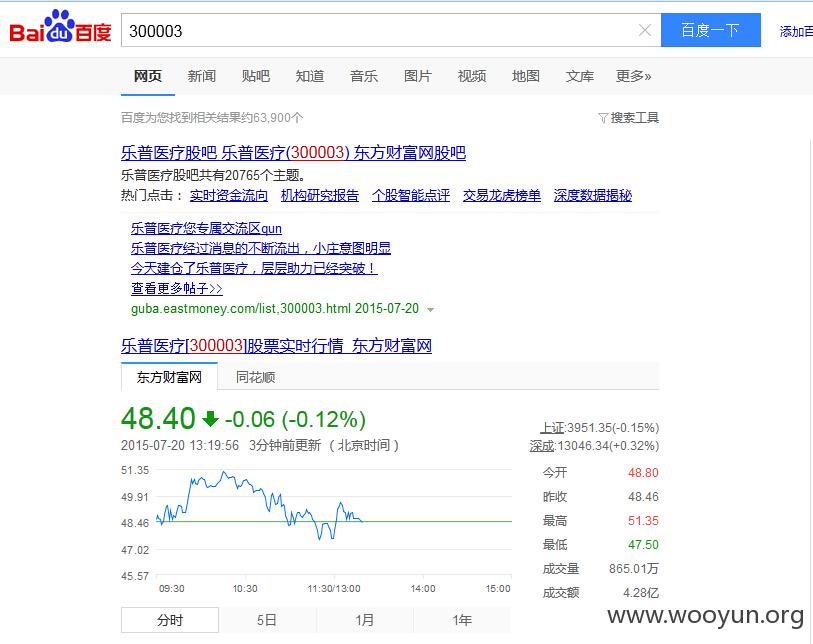 Bai du 百度
300003
百度一下
添加百
网页 新闻 贴吧 知道 音乐 图片 视频 地图 文库 更多»
百度为您找到相关结果约63,900个
搜索工具
乐普医疗股吧_乐普医疗(300003)_东方财富网股吧
乐普医疗股吧共有20765个主题。
热门点击： 实时资金流向 机构研究报告 个股智能点评 交易龙虎榜单 深度数据揭秘
乐普医疗您专属交流区qun
乐普医疗经过消息的不断流出，小庄意图明显
今天建仓了乐普医疗，层层助力已经突破！
查看更多帖子>>
guba.eastmoney.com/list,300003.html 2015-07-20
乐普医疗[300003]股票实时行情_东方财富网
东方财富网 同花顺
48.40 -0.06 (-0.12%)
2015-07-20 13:19:56 3分钟前更新 （北京时间）
上证:3951.35(-0.15%)
深成:13046.34(+0.32%)
51.35
49.91
48.46
47.02
45.57
09:30 10:30 11:30/13:00 14:00 15:00
今开 48.80
昨收 48.46
最高 51.35
最低 47.50
成交量 865.01万
成交额 4.28亿
分时 5日 1月 1年
www.wooyun.org